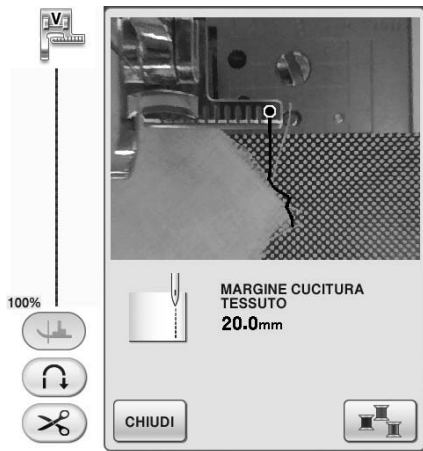 V
100%
MARGINE CUCITURA
TESSUTO
20.0mm
CHIUDI